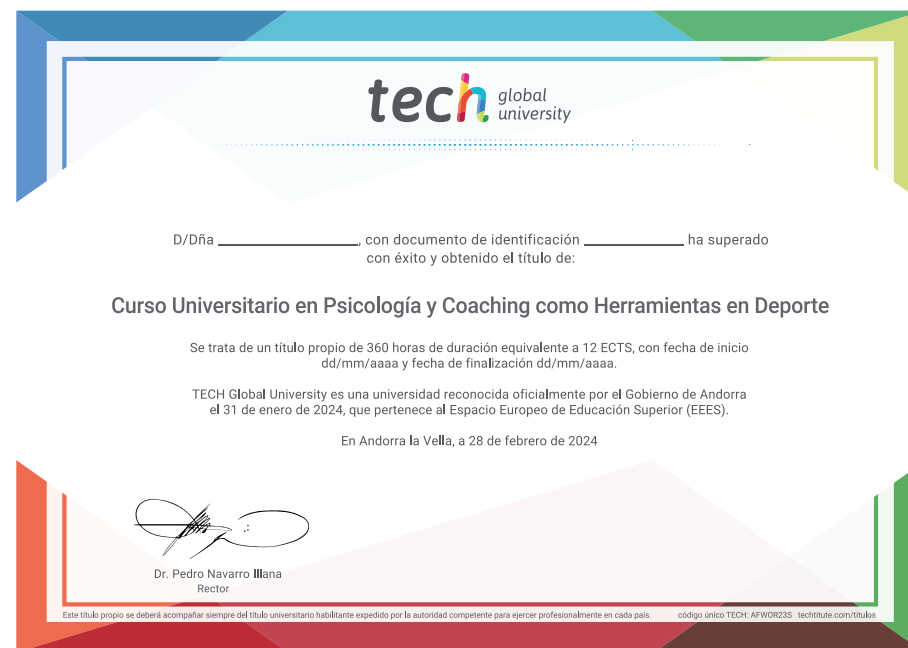 tech global university
D/Dña ____________________, con documento de identificación ______________ ha superado
con éxito y obtenido el título de:
Curso Universitario en Psicología y Coaching como Herramientas en Deporte
Se trata de un título propio de 360 horas de duración equivalente a 12 ECTS, con fecha de inicio
dd/mm/aaaa y fecha de finalización dd/mm/aaaa.
TECH Global University es una universidad reconocida oficialmente por el Gobierno de Andorra
el 31 de enero de 2024, que pertenece al Espacio Europeo de Educación Superior (EEES).
En Andorra la Vella, a 28 de febrero de 2024
Dr. Pedro Navarro Illana
Rector
Este título propio se deberá acompañar siempre del título universitario habilitante expedido por la autoridad competente para ejercer profesionalmente en cada país. código único TECH: AFWOR23S techtitute.com/titulos